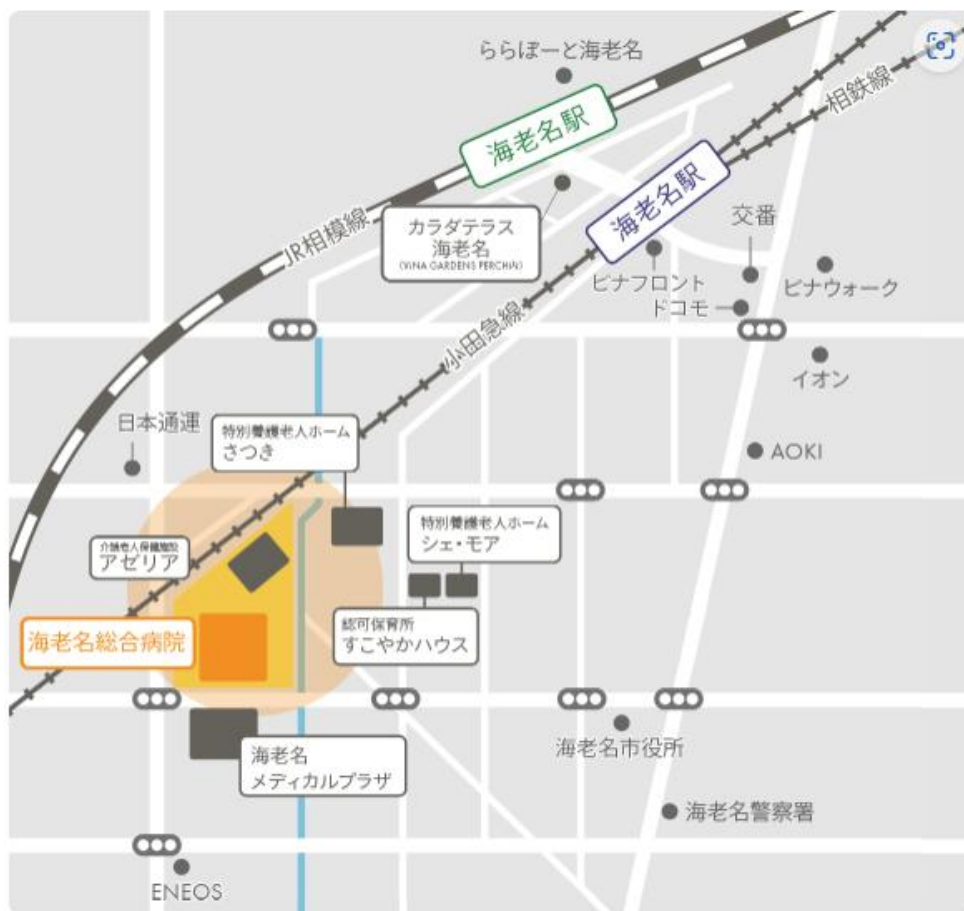 ららぽーと海老名
海老名駅
相鉄線
海老名駅
JR相模線
カラダテラス
海老名
(ViNA GARDENS PERCH内)
交番
ビナフロント
ドコモ
ビナウォーク
小田急線
イオン
日本通運
特別養護老人ホーム
さつき
AOKI
特別養護老人ホーム
シェ・モア
介護老人保健施設
アゼリア
認可保育所
すこやかハウス
海老名総合病院
海老名
メディカルプラザ
海老名市役所
海老名警察署
ENEOS